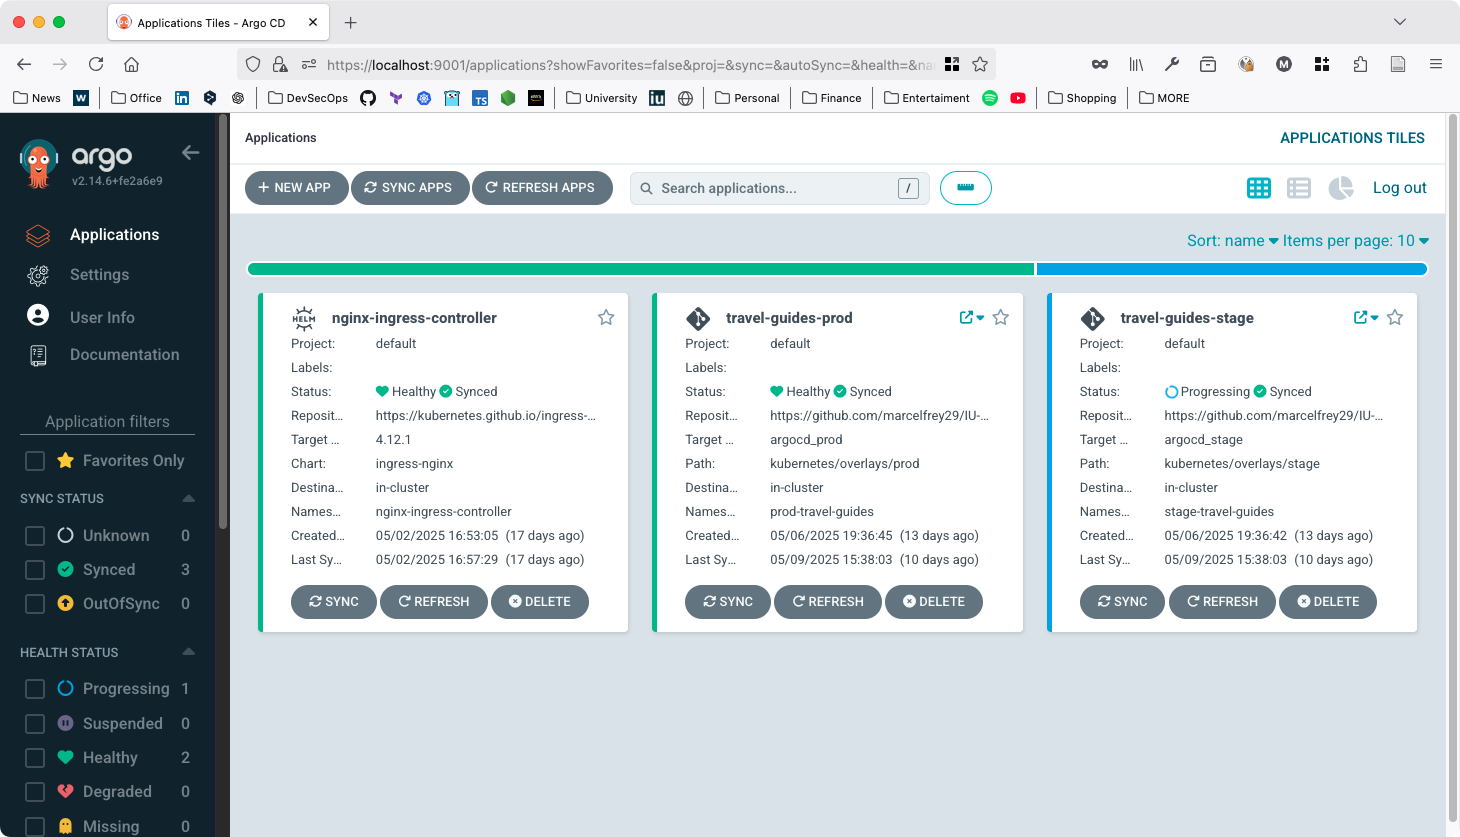 Applications Tiles - Argo CD
https://localhost:9001/applications?showFavorites=false&proj=&sync=&autoSync=&health=&
News W Office in DevSecOps TS University IU Personal Finance Entertaiment Shopping MORE
argo
v2.14.6+fe2a6e9
Applications
Settings
User Info
Documentation
Application filters
Favorites Only
SYNC STATUS
Unknown 0
Synced 3
OutOfSync 0
HEALTH STATUS
Progressing 1
Suspended 0
Healthy 2
Degraded 0
Missing 0
Applications
APPLICATIONS TILES
NEW APP SYNC APPS REFRESH APPS Search applications... / Log out
Sort: name Items per page: 10
HELM nginx-ingress-controller
Project: default
Labels:
Status: Healthy Synced
Reposit... https://kubernetes.github.io/ingress-...
Target ... 4.12.1
Chart: ingress-nginx
Destina... in-cluster
Names... nginx-ingress-controller
Created... 05/02/2025 16:53:05 (17 days ago)
Last Sy... 05/02/2025 16:57:29 (17 days ago)
SYNC REFRESH DELETE
travel-guides-prod
Project: default
Labels:
Status: Healthy Synced
Reposit... https://github.com/marcelfrey29/IU-...
Target ... argocd_prod
Path: kubernetes/overlays/prod
Destina... in-cluster
Names... prod-travel-guides
Created... 05/06/2025 19:36:45 (13 days ago)
Last Sy... 05/09/2025 15:38:03 (10 days ago)
SYNC REFRESH DELETE
travel-guides-stage
Project: default
Labels:
Status: Progressing Synced
Reposit... https://github.com/marcelfrey29/IU-...
Target ... argocd_stage
Path: kubernetes/overlays/stage
Destina... in-cluster
Names... stage-travel-guides
Created... 05/06/2025 19:36:42 (13 days ago)
Last Sy... 05/09/2025 15:38:03 (10 days ago)
SYNC REFRESH DELETE